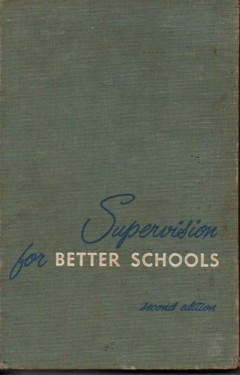 Supervision
for BETTER SCHOOLS
second edition